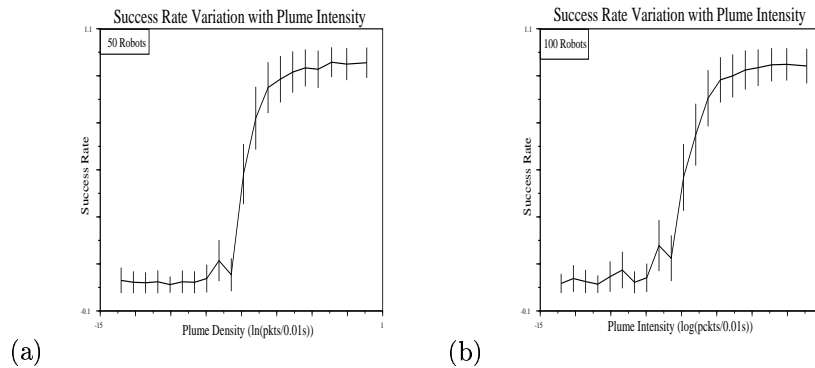 Success Rate Variation with Plume Intensity
1.1
50 Robots
Success Rate
-0.1
-15
1
Plume Density (ln(pkts/0.01s))
(a)
Success Rate Variation with Plume Intensity
1.1
100 Robots
Success Rate
-0.1
-15
Plume Intensity (log(pckts/0.01s)
(b)